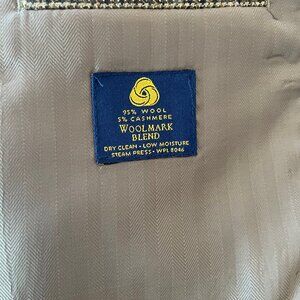 95% WOOL
5% CASHMERE
WOOLMARK
BLEND
DRY CLEAN - LOW MOISTURE
STEAM PRESS - WPL 8046